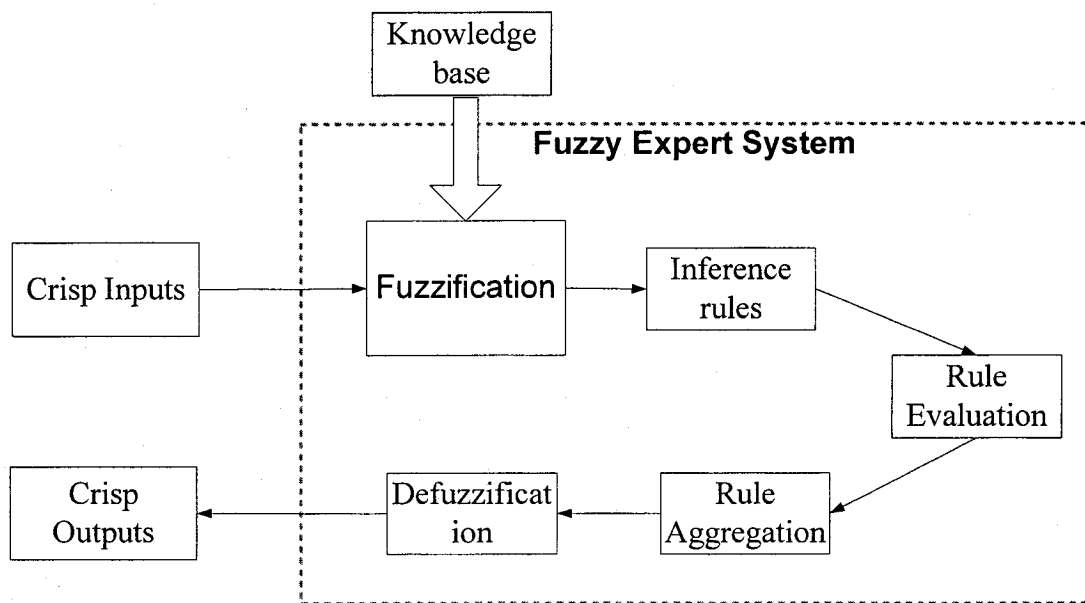 Knowledge
base
Fuzzy Expert System
Crisp Inputs
Fuzzification
Inference
rules
Rule
Evaluation
Rule
Aggregation
Defuzzificat
ion
Crisp
Outputs